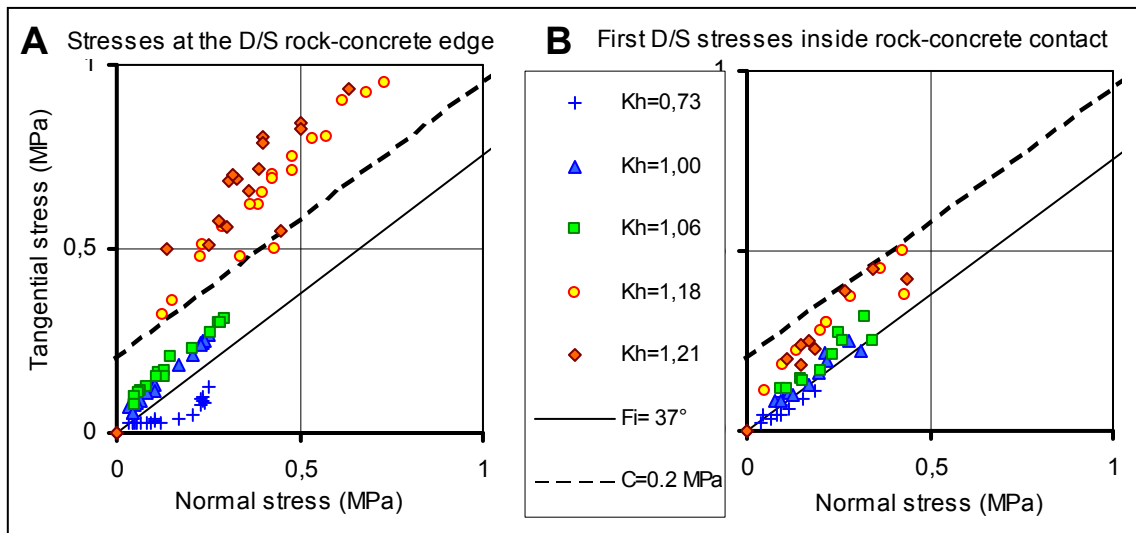 A Stresses at the D/S rock-concrete edge
1
0,5
0
0
0,5
1
Tangential stress (MPa)
Normal stress (MPa)
Kh=0,73
Kh=1,00
Kh=1,06
Kh=1,18
Kh=1,21
Fi= 37°
C=0.2 MPa
B First D/S stresses inside rock-concrete contact
1
0
0,5
1
Normal stress (MPa)